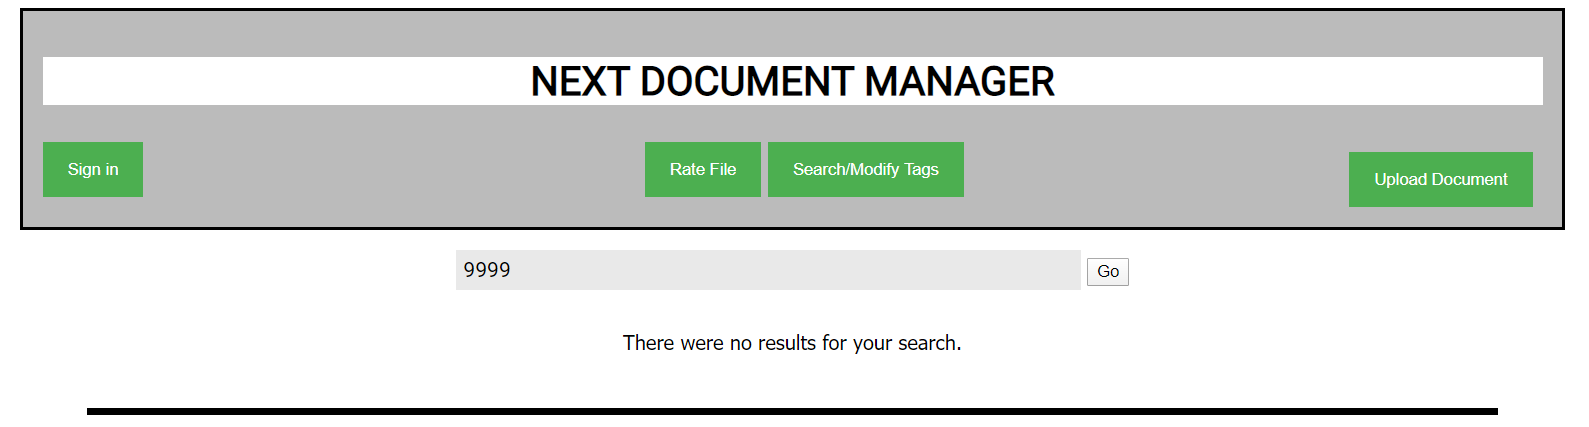 NEXT DOCUMENT MANAGER
Sign in
Rate File
Search/Modify Tags
Upload Document
9999
Go
There were no results for your search.